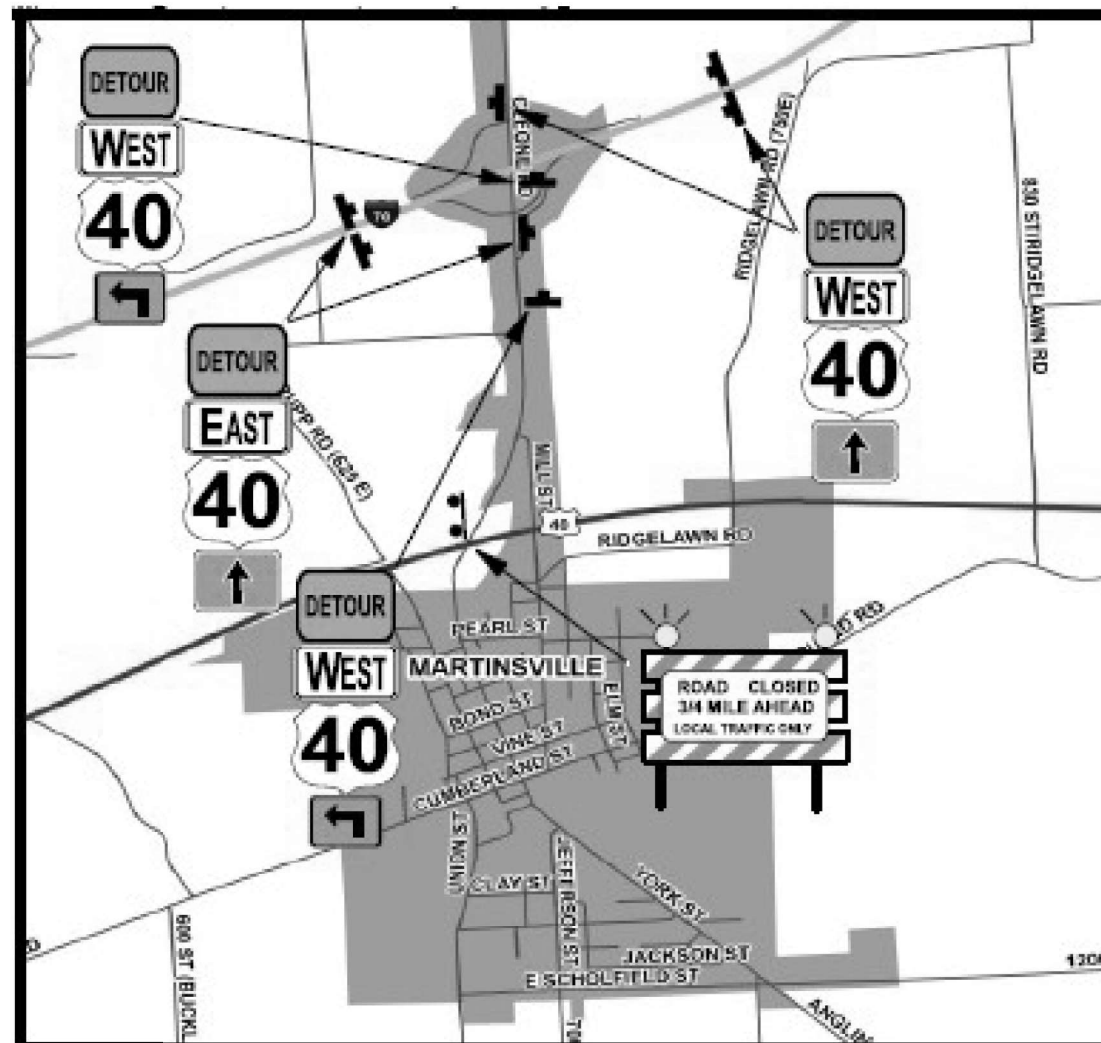 DETOUR
WEST
40
CLEONE RD
RIDGELAWN RD (750E)
70
DETOUR
WEST
40
830 ST/RIDGELAWN RD
DETOUR
EAST
40
MILL ST
40
RIDGELAWN RD
DETOUR
WEST
40
PEARL ST
MARTINSVILLE
ROAD CLOSED
3/4 MILE AHEAD
LOCAL TRAFFIC ONLY
BOND ST
ELM ST
VINE ST
CUMBERLAND ST
UNION ST
CLAY ST
JEFFERSON ST
YORK ST
JACKSON ST
E SCHOLFIELD ST